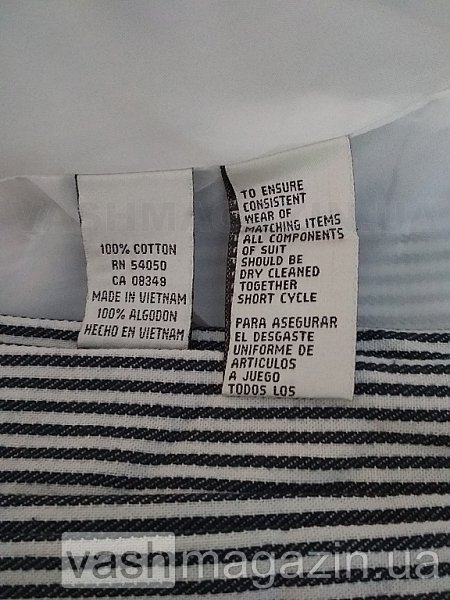 100% COTTON
RN 54050
CA 08349
MADE IN VIETNAM
100% ALGODON
HECHO EN VIETNAM
TO ENSURE
CONSISTENT
WEAR OF
MATCHING ITEMS
ALL COMPONENTS
OF SUIT
SHOULD BE
DRY CLEANED
TOGETHER
SHORT CYCLE
PARA ASEGURAR
EL DESGASTE
UNIFORME DE
ARTICULOS
A JUEGO
TODOS LOS
vashmagazin.ua